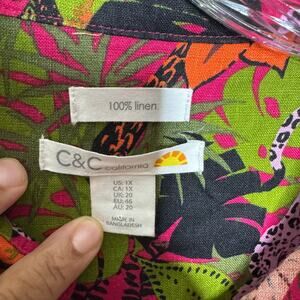 100% linen
C&C california
US: 1X
CA: 1X
UK: 20
EU: 46
AU: 20
MADE IN
BANGLADESH